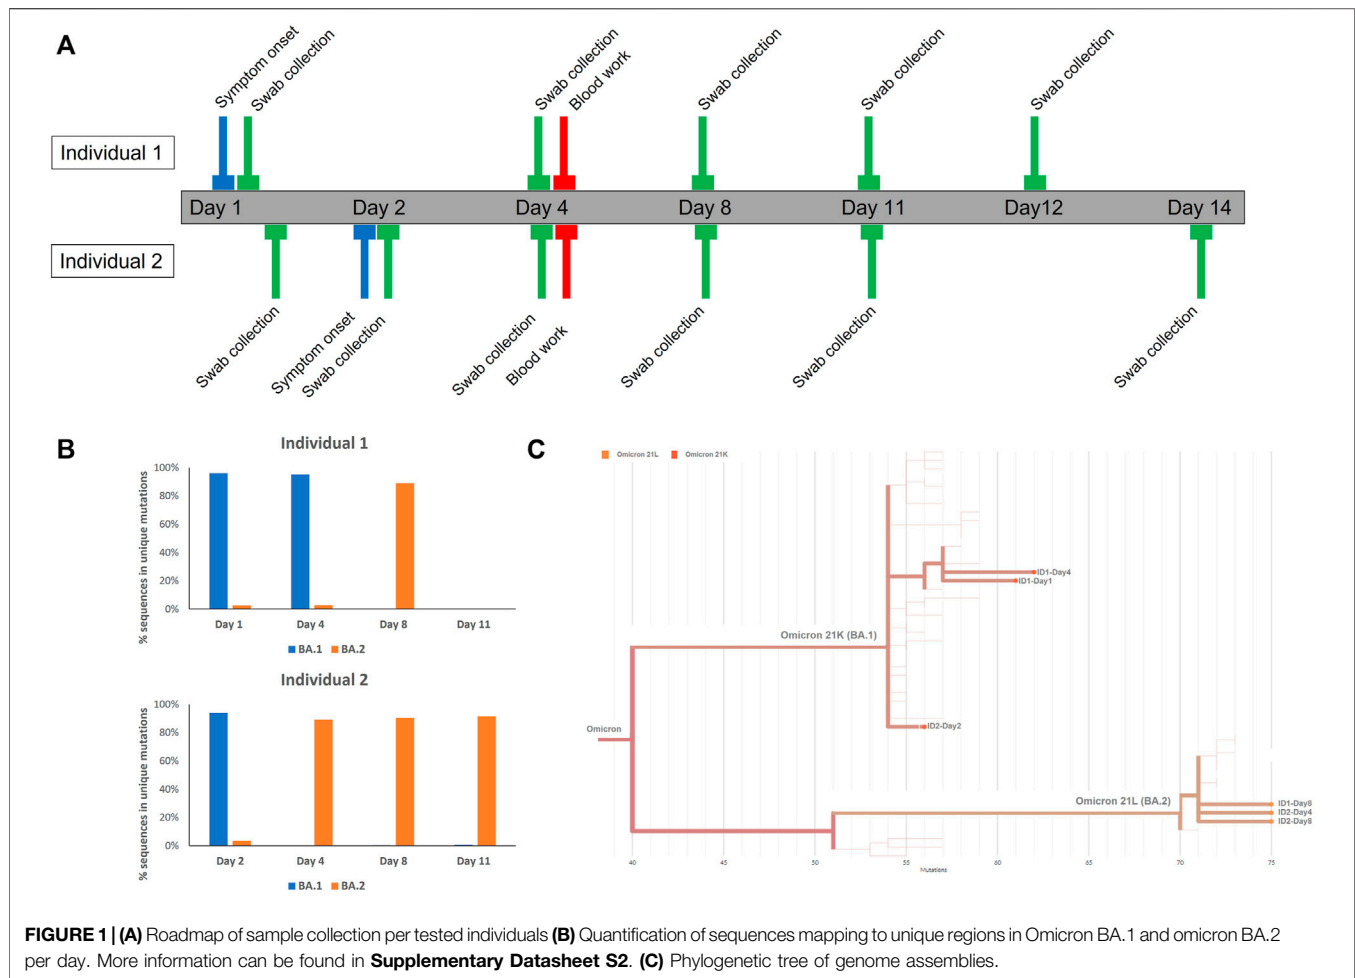 A
Symptom onset
Swab collection
Swab collection
Blood work
Swab collection
Swab collection
Swab collection
Individual 1
Day 1
Day 2
Day 4
Day 8
Day 11
Day12
Day 14
Individual 2
Swab collection
Symptom onset
Swab collection
Swab collection
Blood work
Swab collection
Swab collection
Swab collection
B
Individual 1
% sequences in unique mutations
100%
80%
60%
40%
20%
0%
Day 1
Day 4
Day 8
Day 11
BA.1
BA.2
Individual 2
% sequences in unique mutations
100%
80%
60%
40%
20%
0%
Day 2
Day 4
Day 8
Day 11
BA.1
BA.2
C
Omicron 21L
Omicron 21K
ID1-Day4
ID1-Day1
Omicron 21K (BA.1)
ID2-Day2
Omicron
Omicron 21L (BA.2)
ID1-Day8
ID2-Day4
ID2-Day8
40
45
50
55
60
65
70
75
Mutations
FIGURE 1 | (A) Roadmap of sample collection per tested individuals (B) Quantification of sequences mapping to unique regions in Omicron BA.1 and omicron BA.2
per day. More information can be found in Supplementary Datasheet S2. (C) Phylogenetic tree of genome assemblies.